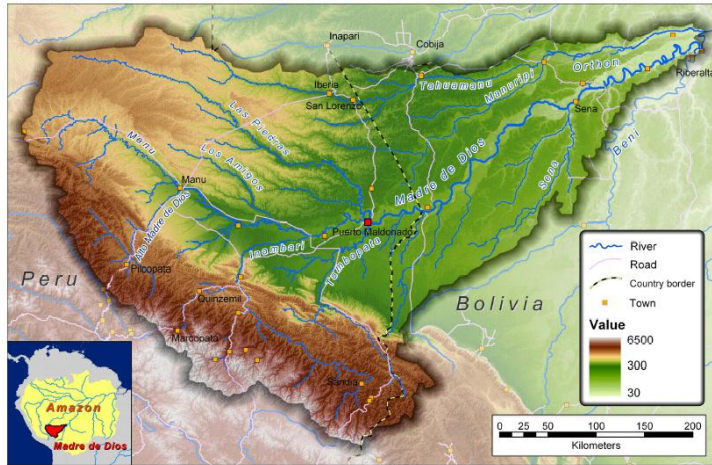 Inapari
Cobija
Iberia
San Lorenzo
Tahuamanu
Manuripi
Orthon
Riberalta
Sena
Beni
Sono
Las Piedras
Los Amigos
Manu
Manu
Madre de Dios
Alto Madre de Dios
Puerto Maldonado
Inambari
Tambopata
Pilcopata
Peru
Quinzemil
Marcopata
Sandia
Bolivia
River
Road
Country border
Town
Value
6500
300
30
Amazon
Madre de Dios
0 25 50 100 150 200
Kilometers